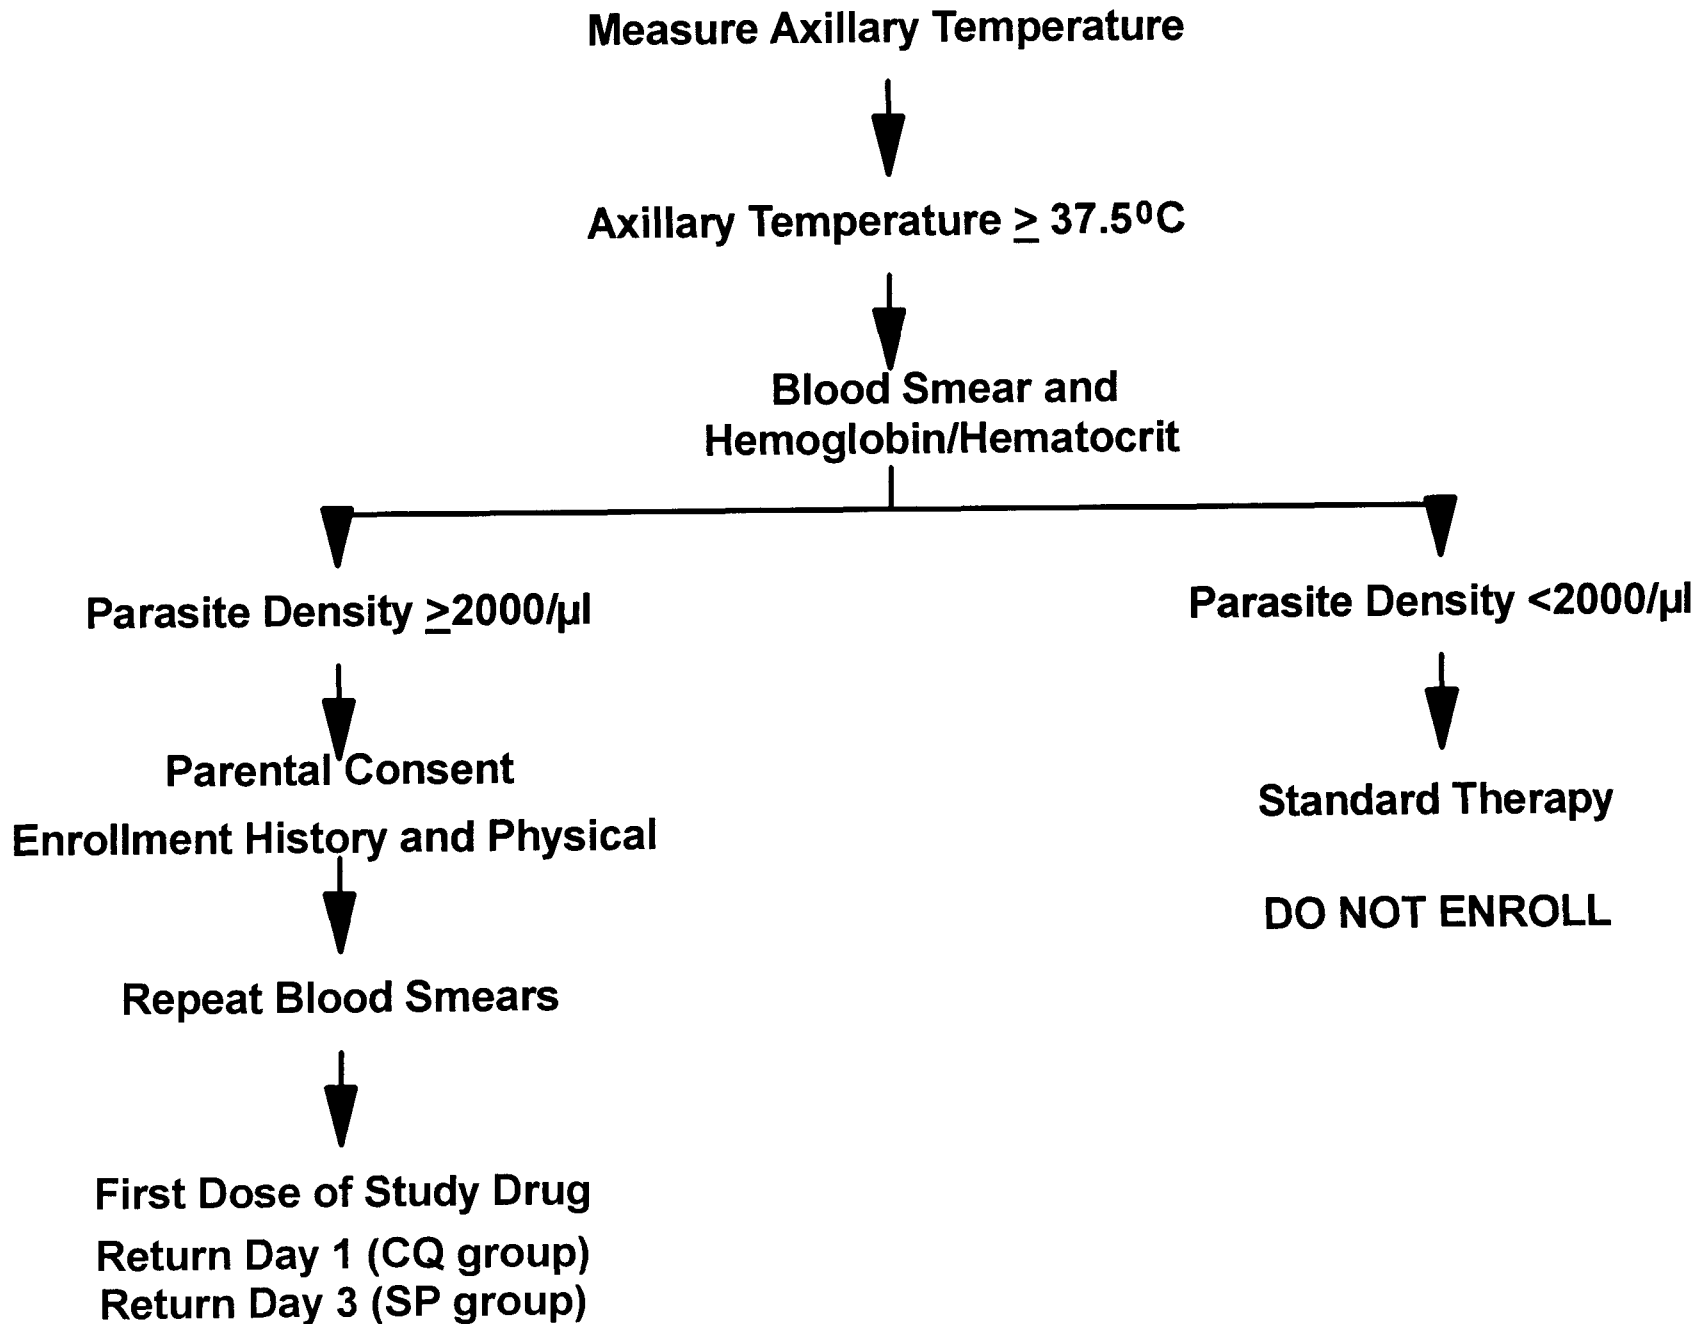 Measure Axillary Temperature
Axillary Temperature ≥ 37.5⁰C
Blood Smear and
Hemoglobin/Hematocrit
Parasite Density ≥2000/µl
Parasite Density <2000/µl
Parental Consent
Enrollment History and Physical
Standard Therapy
DO NOT ENROLL
Repeat Blood Smears
First Dose of Study Drug
Return Day 1 (CQ group)
Return Day 3 (SP group)